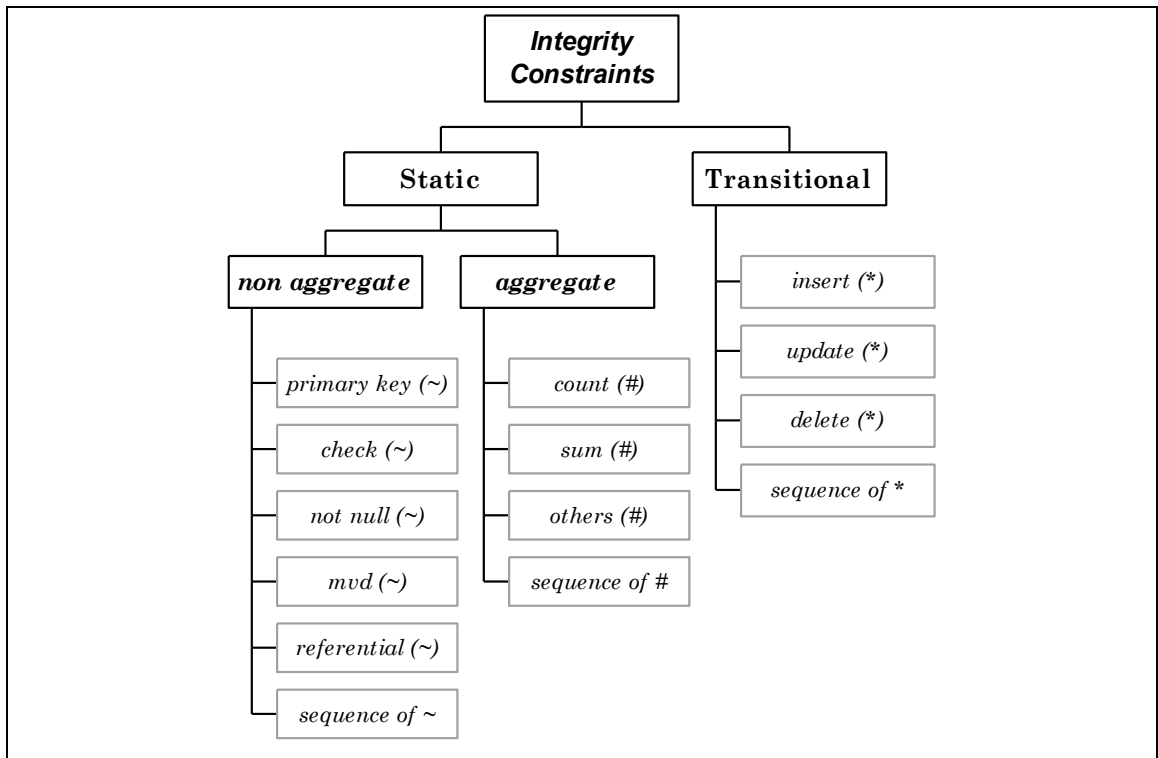 Integrity
Constraints
Static
Transitional
non aggregate
aggregate
primary key (~)
check (~)
not null (~)
mvd (~)
referential (~)
sequence of ~
count (#)
sum (#)
others (#)
sequence of #
insert (*)
update (*)
delete (*)
sequence of *